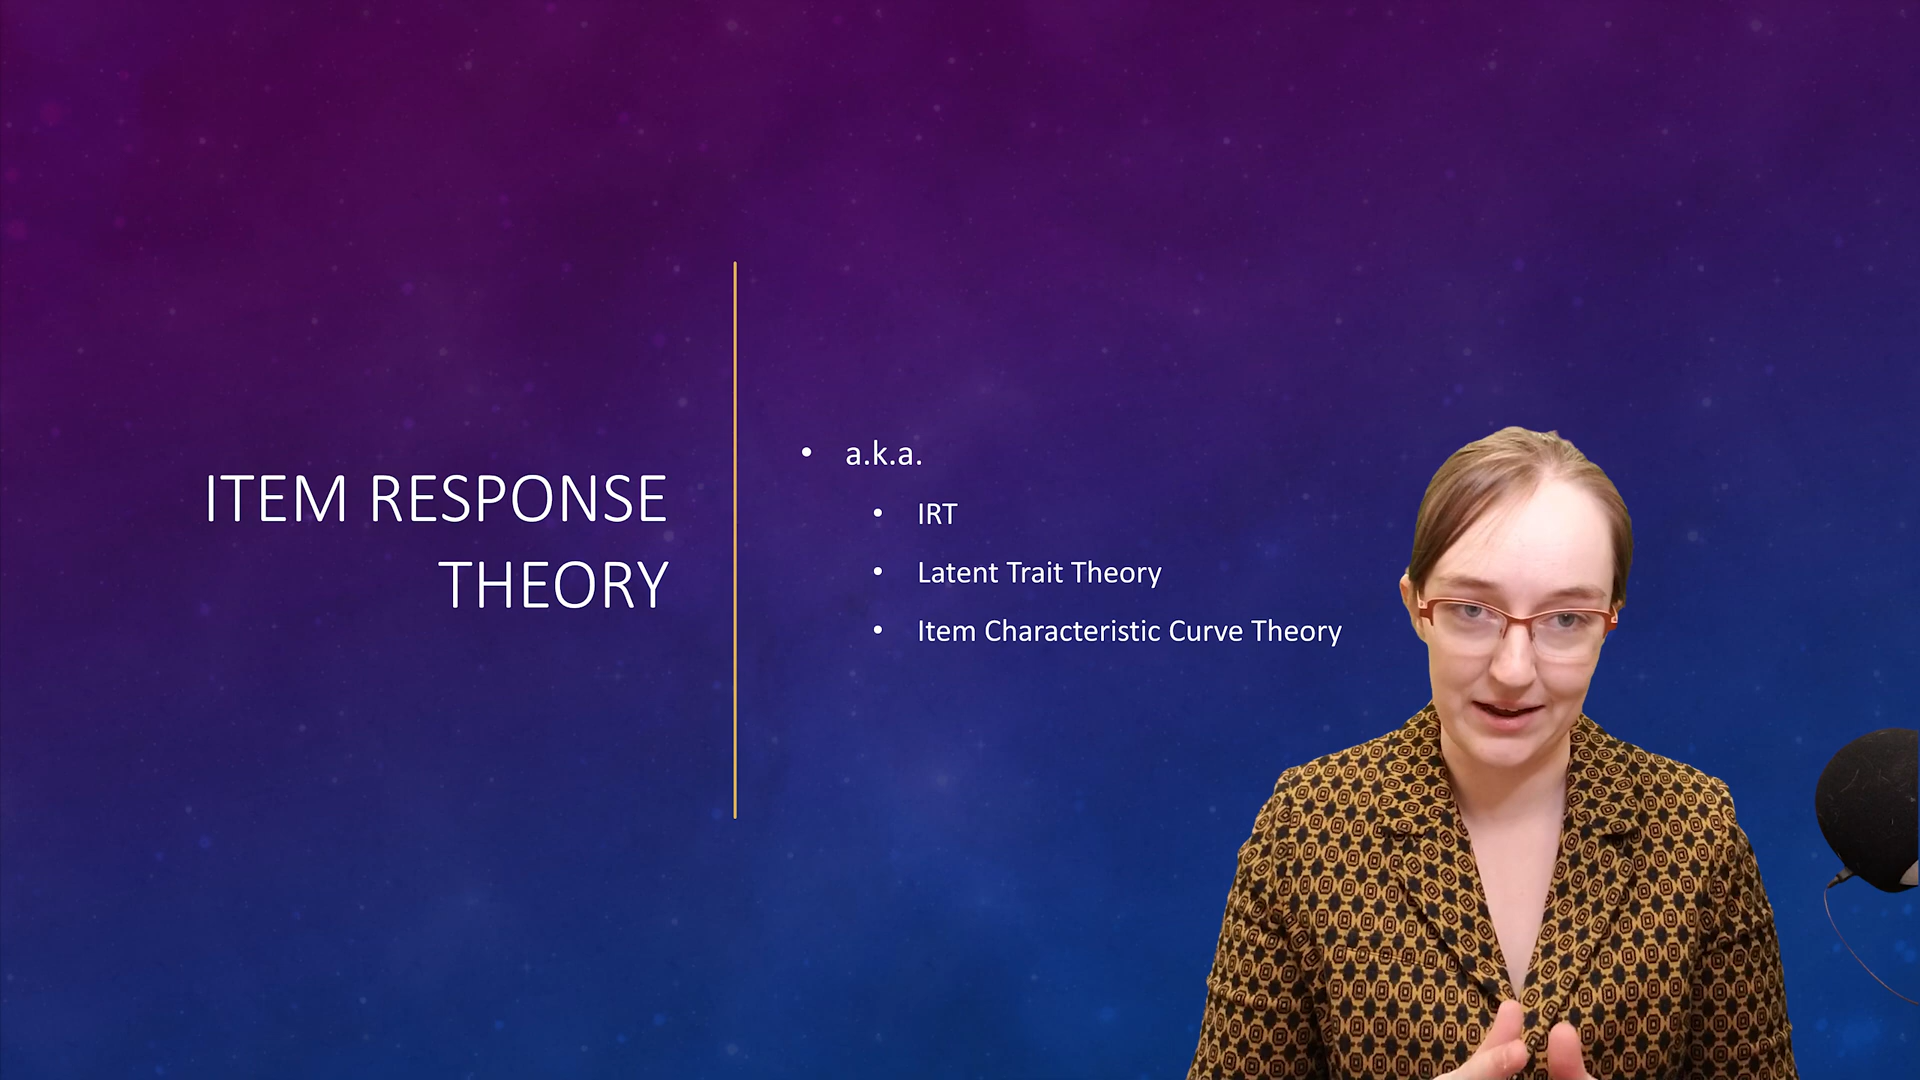 ITEM RESPONSE
THEORY
• a.k.a.
• IRT
• Latent Trait Theory
• Item Characteristic Curve Theory